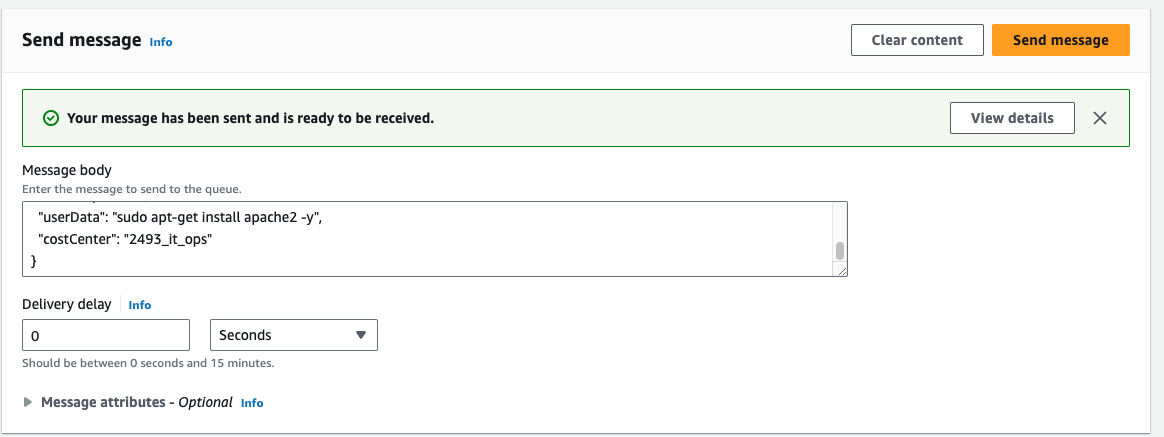 Send message Info
Clear content
Send message
Your message has been sent and is ready to be received.
View details
Message body
Enter the message to send to the queue.
"userData": "sudo apt-get install apache2 -y",
"costCenter": "2493_it_ops"
}
Delivery delay Info
0
Seconds
Should be between 0 seconds and 15 minutes.
Message attributes - Optional Info